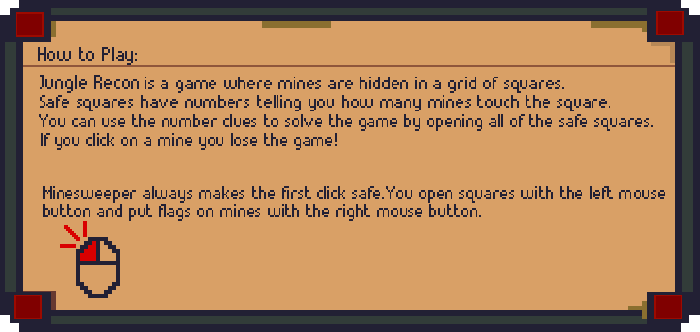 How to Play:
Jungle Recon is a game where mines are hidden in a grid of squares.
Safe squares have numbers telling you how many mines touch the square.
You can use the number clues to solve the game by opening all of the safe squares.
If you click on a mine you lose the game!
Minesweeper always makes the first click safe.You open squares with the left mouse
button and put flags on mines with the right mouse button.